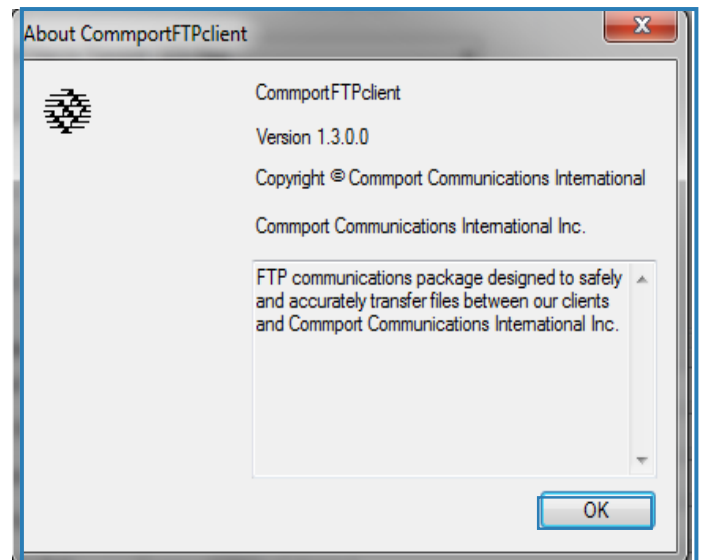 About CommportFTPclient
X
CommportFTPclient
Version 1.3.0.0
Copyright © Commport Communications International
Commport Communications International Inc.
FTP communications package designed to safely
and accurately transfer files between our clients
and Commport Communications International Inc.
OK